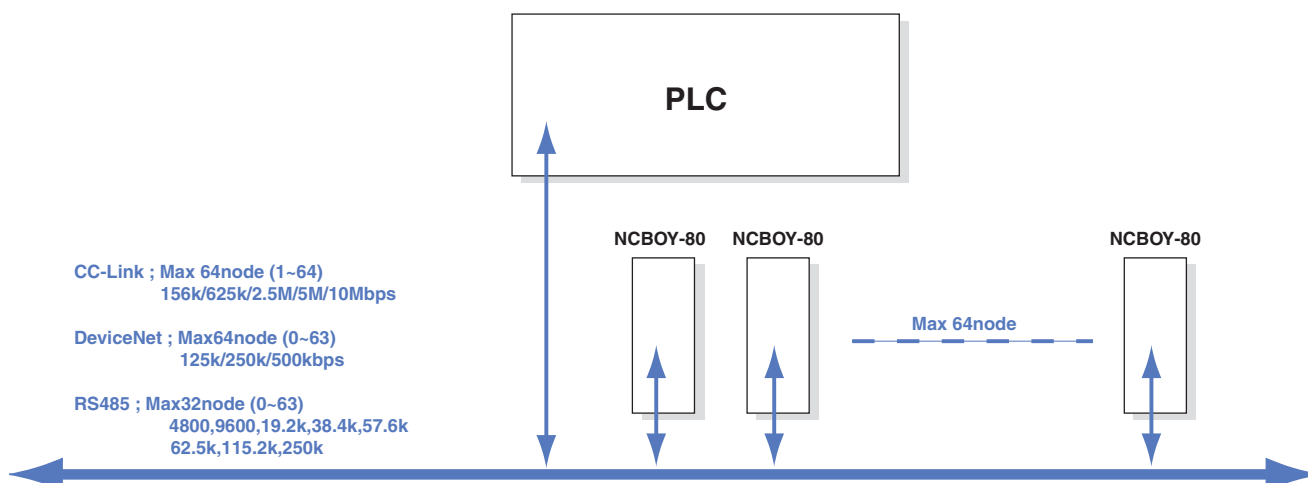 PLC
NCBOY-80
NCBOY-80
NCBOY-80
CC-Link ; Max 64node (1~64)
156k/625k/2.5M/5M/10Mbps
Max 64node
DeviceNet ; Max64node (0~63)
125k/250k/500kbps
RS485 ; Max32node (0~63)
4800,9600,19.2k,38.4k,57.6k
62.5k,115.2k,250k